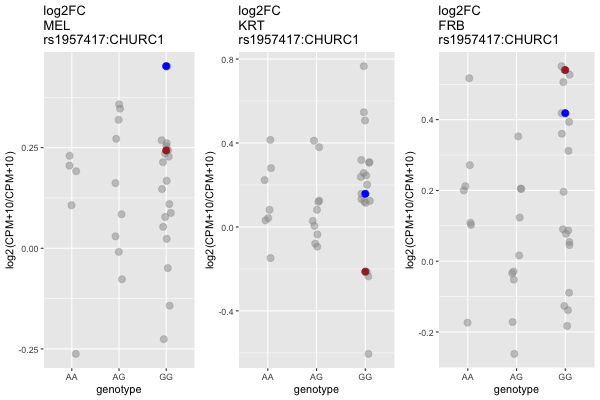 log2FC
MEL
rs1957417:CHURC1
log2(CPM+10/CPM+10)
0.25
0.00
-0.25
AA AG GG
genotype
log2FC
KRT
rs1957417:CHURC1
log2(CPM+10/CPM+10)
0.8
0.4
0.0
-0.4
AA AG GG
genotype
log2FC
FRB
rs1957417:CHURC1
log2(CPM+10/CPM+10)
0.4
0.2
0.0
-0.2
AA AG GG
genotype